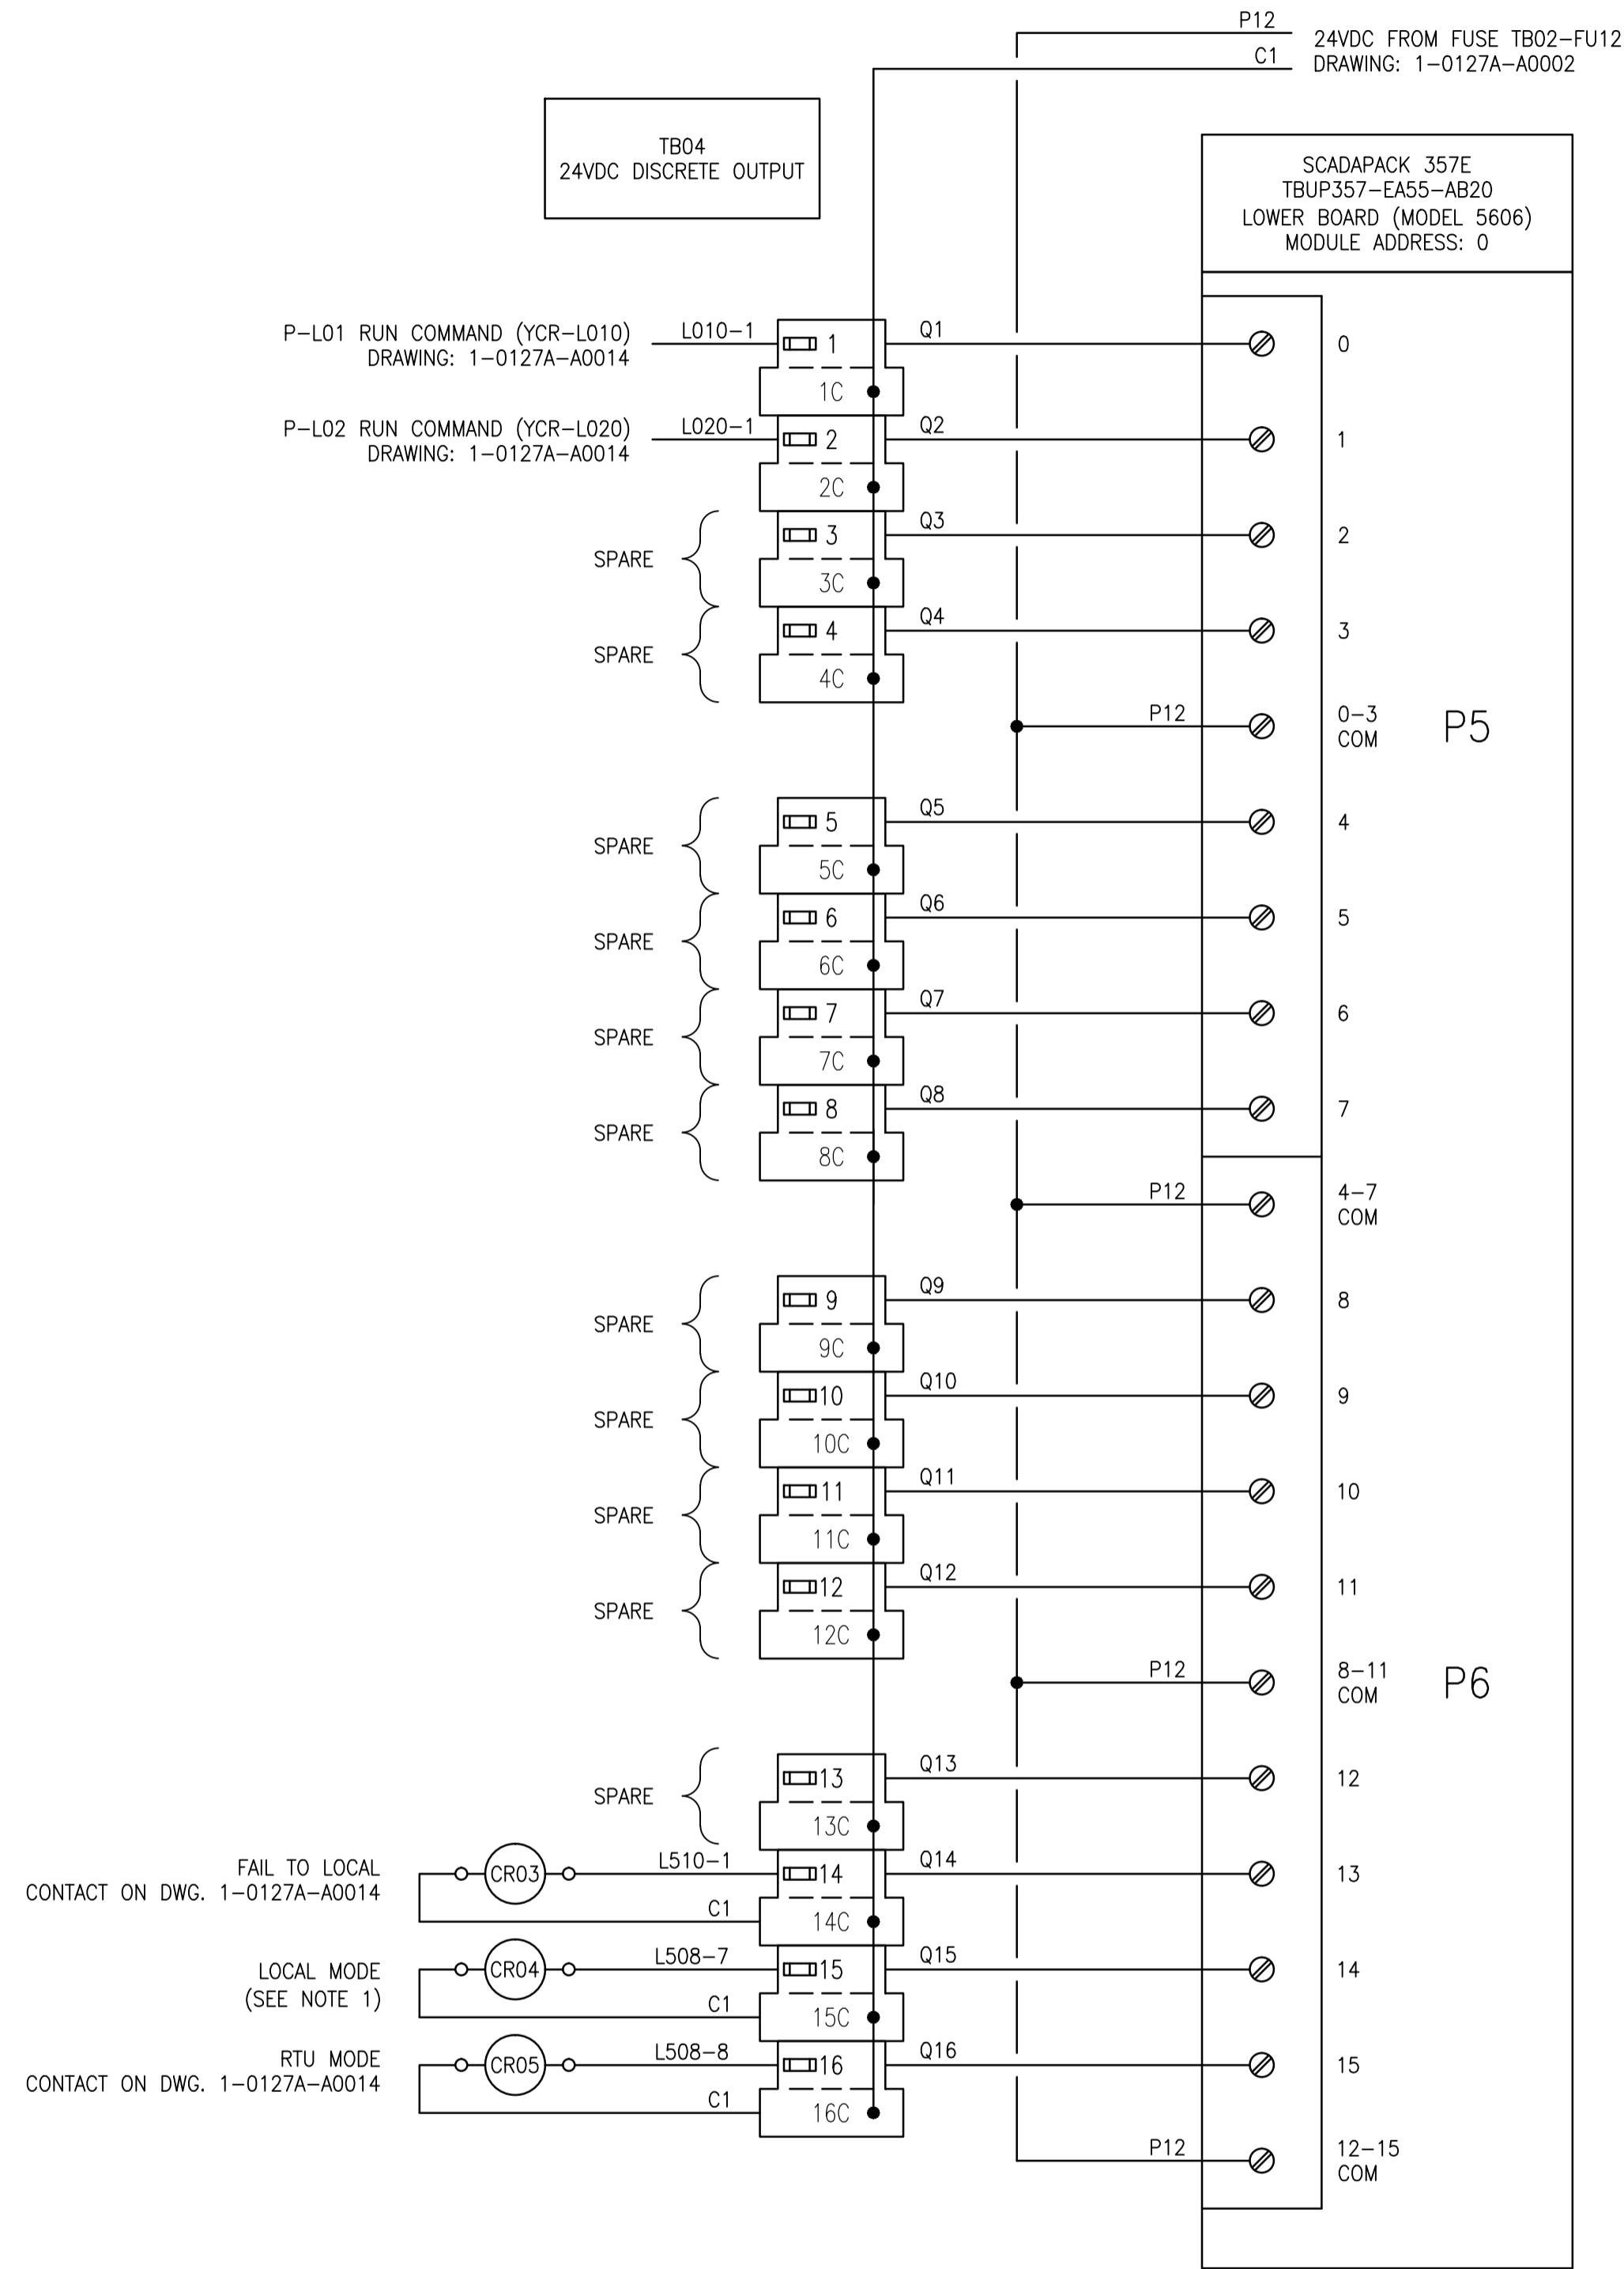 P12
24VDC FROM FUSE TB02-FU12
C1
DRAWING: 1-0127A-A0002
TB04
24VDC DISCRETE OUTPUT
SCADAPACK 357E
TBUP357-EA55-AB20
LOWER BOARD (MODEL 5606)
MODULE ADDRESS: 0
P-L01 RUN COMMAND (YCR-L010)
DRAWING: 1-0127A-A0014
L010-1
1
Q1
0
1C
P-L02 RUN COMMAND (YCR-L020)
DRAWING: 1-0127A-A0014
L020-1
2
Q2
1
2C
SPARE
3
Q3
2
3C
SPARE
4
Q4
3
4C
P12
0-3
COM
P5
SPARE
5
Q5
4
5C
SPARE
6
Q6
5
6C
SPARE
7
Q7
6
7C
SPARE
8
Q8
7
8C
P12
4-7
COM
SPARE
9
Q9
8
9C
SPARE
10
Q10
9
10C
SPARE
11
Q11
10
11C
SPARE
12
Q12
11
12C
P12
8-11
COM
P6
SPARE
13
Q13
12
13C
FAIL TO LOCAL
CONTACT ON DWG. 1-0127A-A0014
CR03
L510-1
14
Q14
13
C1
14C
LOCAL MODE
(SEE NOTE 1)
CR04
L508-7
15
Q15
14
C1
15C
RTU MODE
CONTACT ON DWG. 1-0127A-A0014
CR05
L508-8
16
Q16
15
C1
16C
P12
12-15
COM